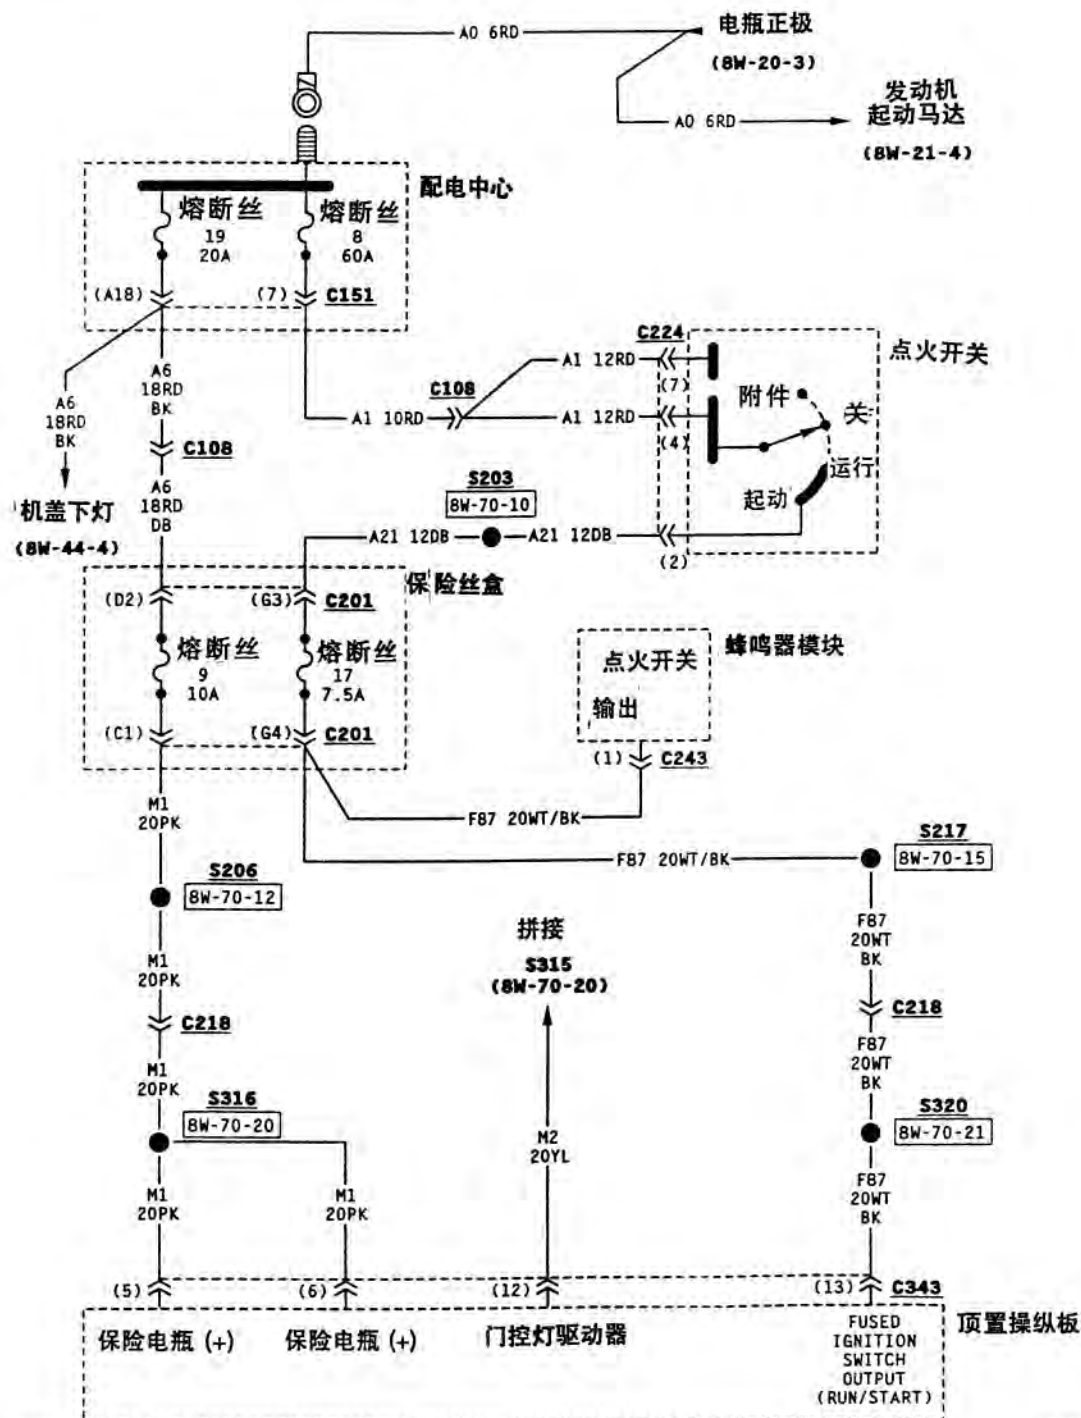 A0 6RD
电瓶正极
(8W-20-3)
发动机
起动马达
A0 6RD
(8W-21-4)
配电中心
熔断丝
19
20A
熔断丝
8
60A
(A18)
(7)
C151
C224
点火开关
A1 12RD
(7)
附件
关
A6
18RD
BK
A6
18RD
BK
C108
A1 10RD
A1 12RD
(4)
C108
运行
起动
S203
8W-70-10
A6
18RD
DB
机盖下灯
(8W-44-4)
A21 12DB
A21 12DB
(2)
保险丝盒
(D2)
(G3)
C201
熔断丝
9
10A
熔断丝
17
7.5A
点火开关
输出
蜂鸣器模块
(C1)
(G4)
C201
(1)
C243
M1
20PK
F87 20WT/BK
S217
F87 20WT/BK
8W-70-15
S206
8W-70-12
拼接
S315
(8W-70-20)
F87
20WT
BK
M1
20PK
C218
C218
F87
20WT
BK
M1
20PK
S316
8W-70-20
S320
8W-70-21
M2
20YL
M1
20PK
M1
20PK
F87
20WT
BK
(5)
(6)
(12)
(13)
C343
保险电瓶 (+)
保险电瓶 (+)
门控灯驱动器
FUSED
IGNITION
SWITCH
OUTPUT
(RUN/START)
顶置操纵板